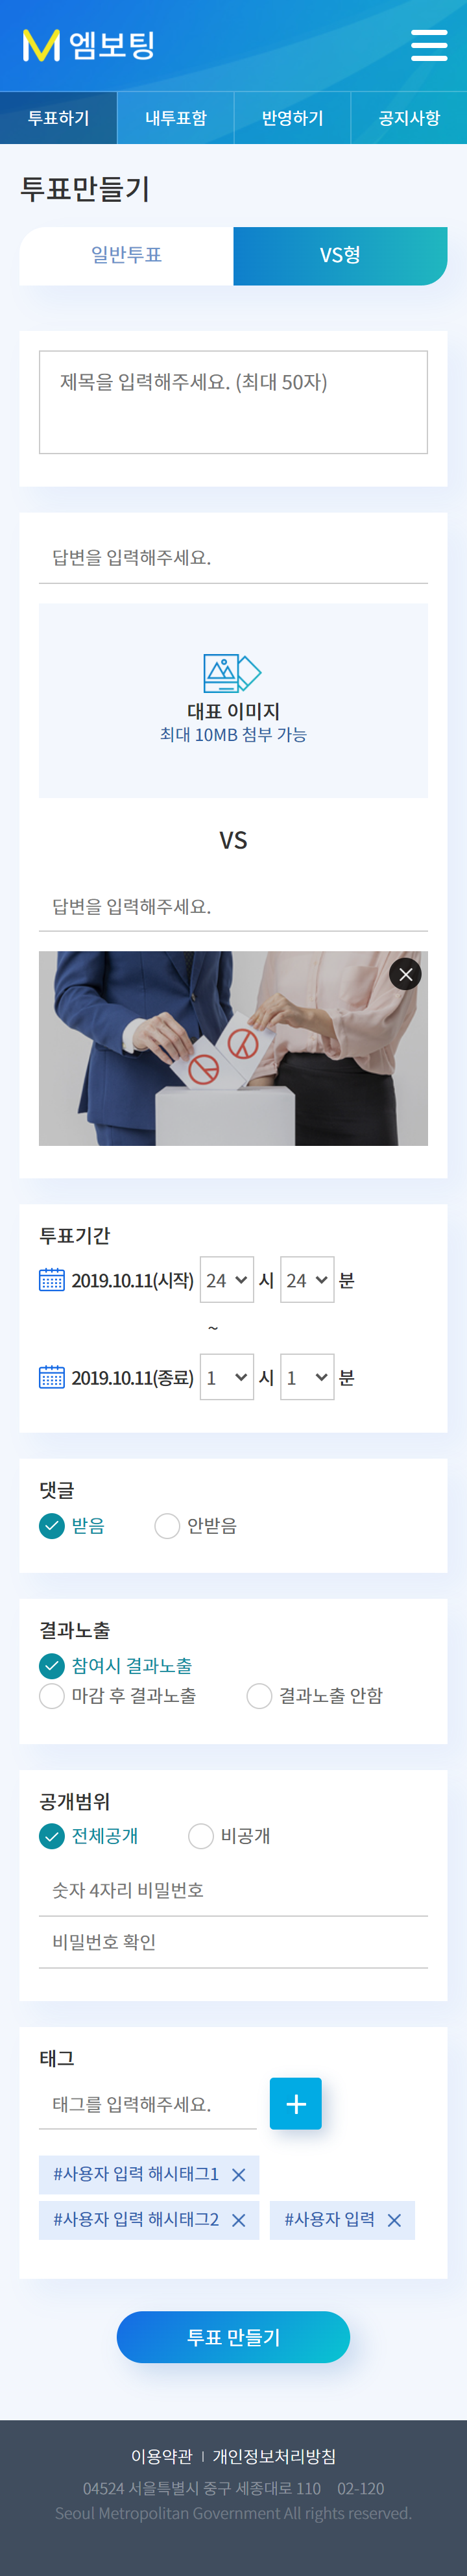 엠보팅
투표하기 내투표함 반영하기 공지사항
투표만들기
일반투표 VS형
제목을 입력해주세요. (최대 50자)
답변을 입력해주세요.
대표 이미지
최대 10MB 첨부 가능
VS
답변을 입력해주세요.
투표기간
2019.10.11(시작) 24 시 24 분
~
2019.10.11(종료) 1 시 1 분
댓글
받음 안받음
결과노출
참여시 결과노출
마감 후 결과노출 결과노출 안함
공개범위
전체공개 비공개
숫자 4자리 비밀번호
비밀번호 확인
태그
태그를 입력해주세요.
#사용자 입력 해시태그1
#사용자 입력 해시태그2 #사용자 입력
투표 만들기
이용약관 | 개인정보처리방침
04524 서울특별시 중구 세종대로 110 02-120
Seoul Metropolitan Government All rights reserved.